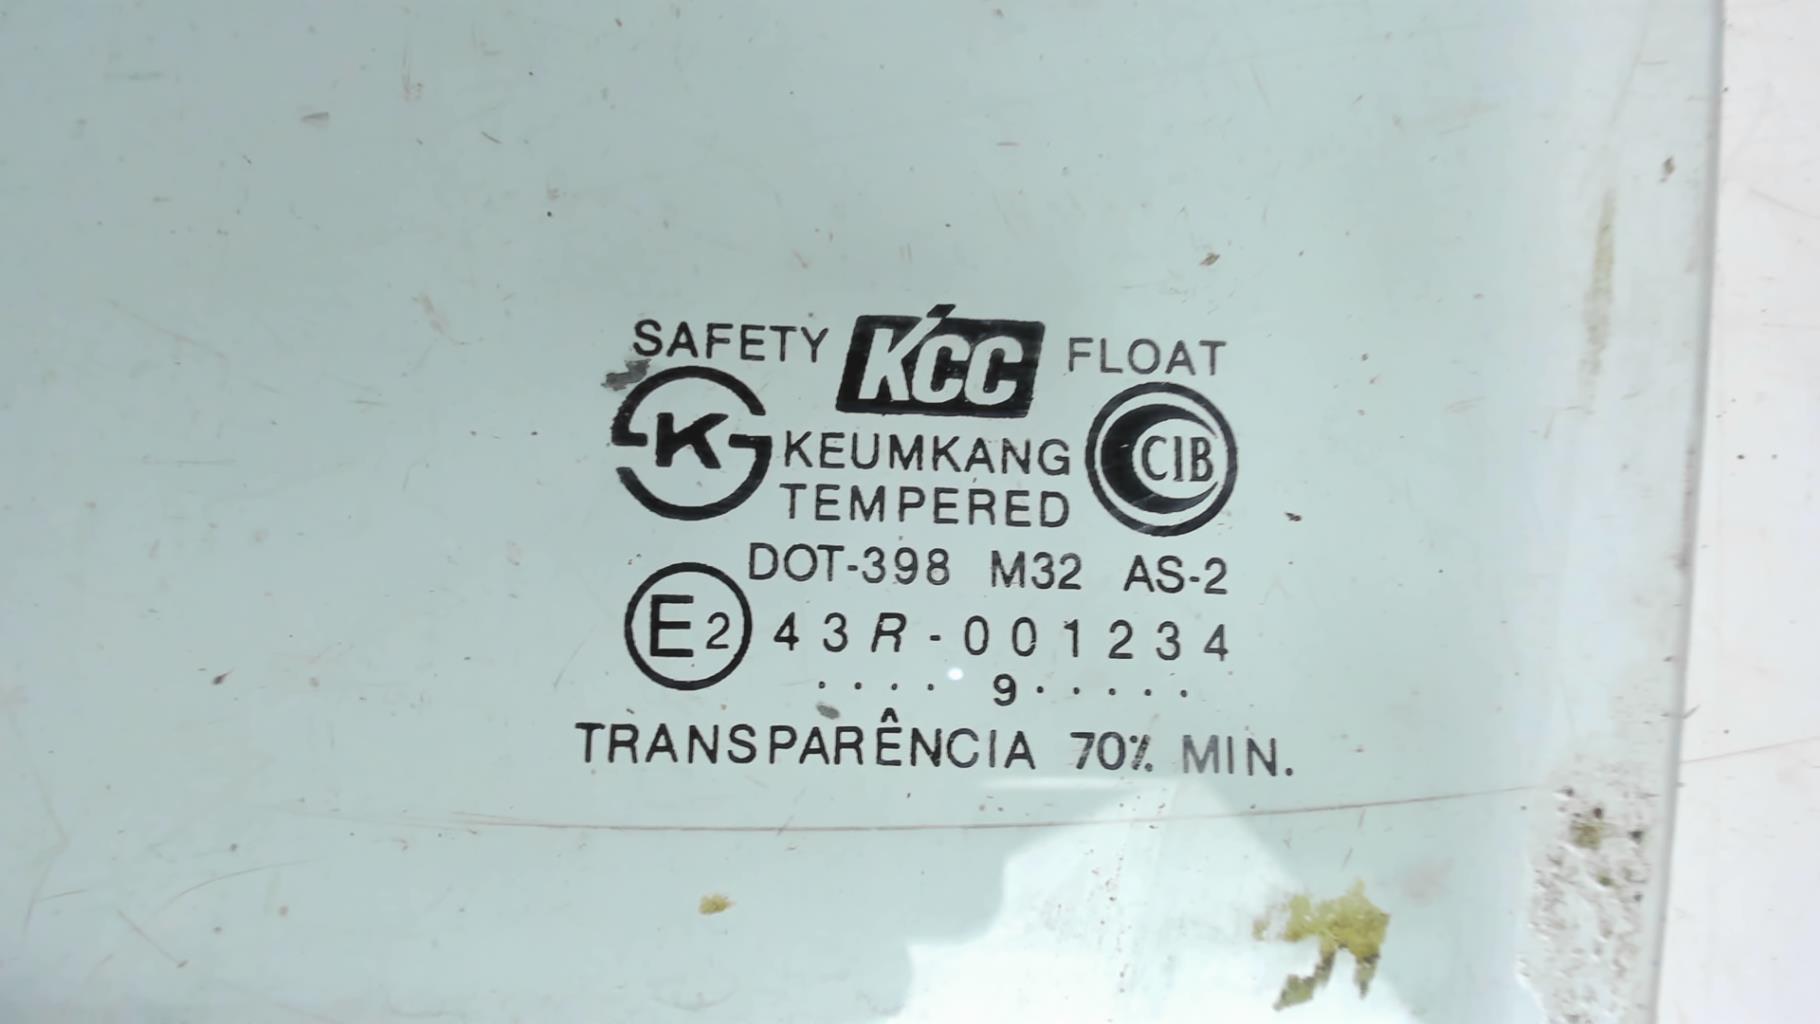 SAFETY KCC FLOAT
K KEUMKANG CIB
TEMPERED
DOT-398 M32 AS-2
E2 43R-001234
. . . . 9 . . . . .
TRANSPARÊNCIA 70% MIN.